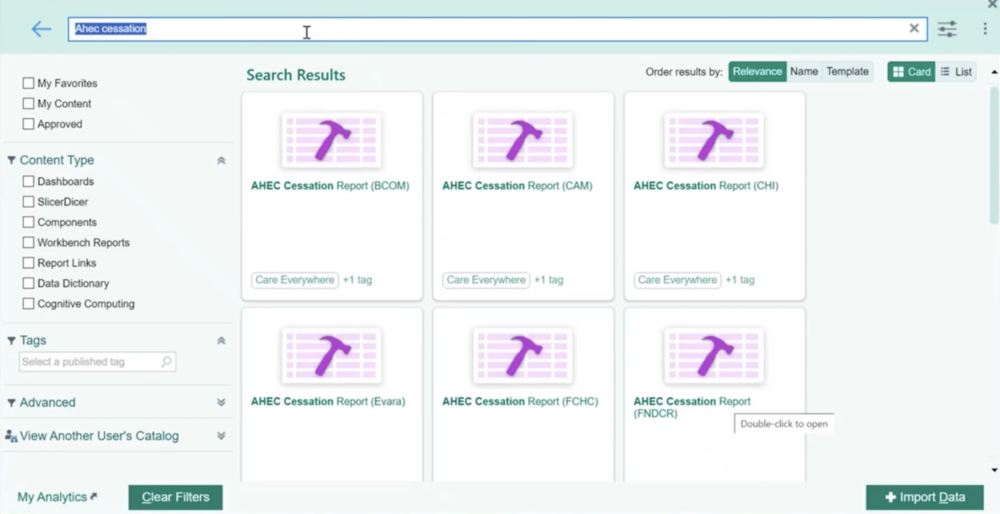 Ahec cessation
My Favorites
My Content
Approved
Content Type
Dashboards
SlicerDicer
Components
Workbench Reports
Report Links
Data Dictionary
Cognitive Computing
Tags
Select a published tag
Advanced
View Another User's Catalog
My Analytics
Clear Filters
Search Results
Order results by: Relevance Name Template Card List
AHEC Cessation Report (BCOM)
Care Everywhere +1 tag
AHEC Cessation Report (CAM)
Care Everywhere +1 tag
AHEC Cessation Report (CHI)
Care Everywhere +1 tag
AHEC Cessation Report (Evara)
AHEC Cessation Report (FCHC)
AHEC Cessation Report
(FNDCR)
Double-click to open
Import Data